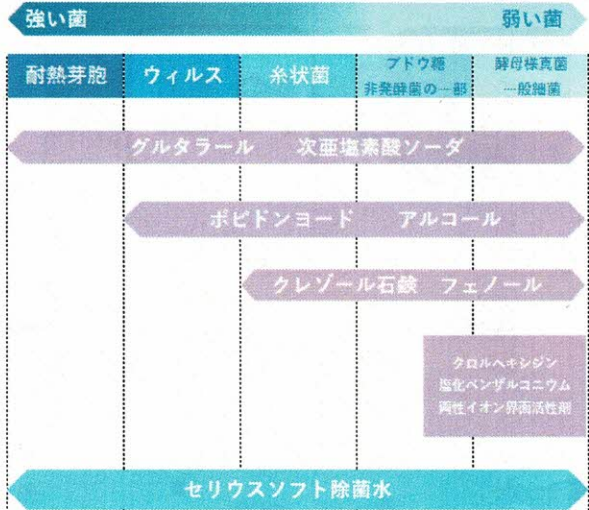 強い菌
弱い菌
耐熱芽胞
ウィルス
糸状菌
ブドウ糖
非発酵菌の一部
酵母様真菌
一般細菌
グルタラール 次亜塩素酸ソーダ
ポビドンヨード アルコール
クレゾール石鹸 フェノール
クロルヘキシジン
塩化ベンザルコニウム
両性イオン界面活性剤
セリウスソフト除菌水